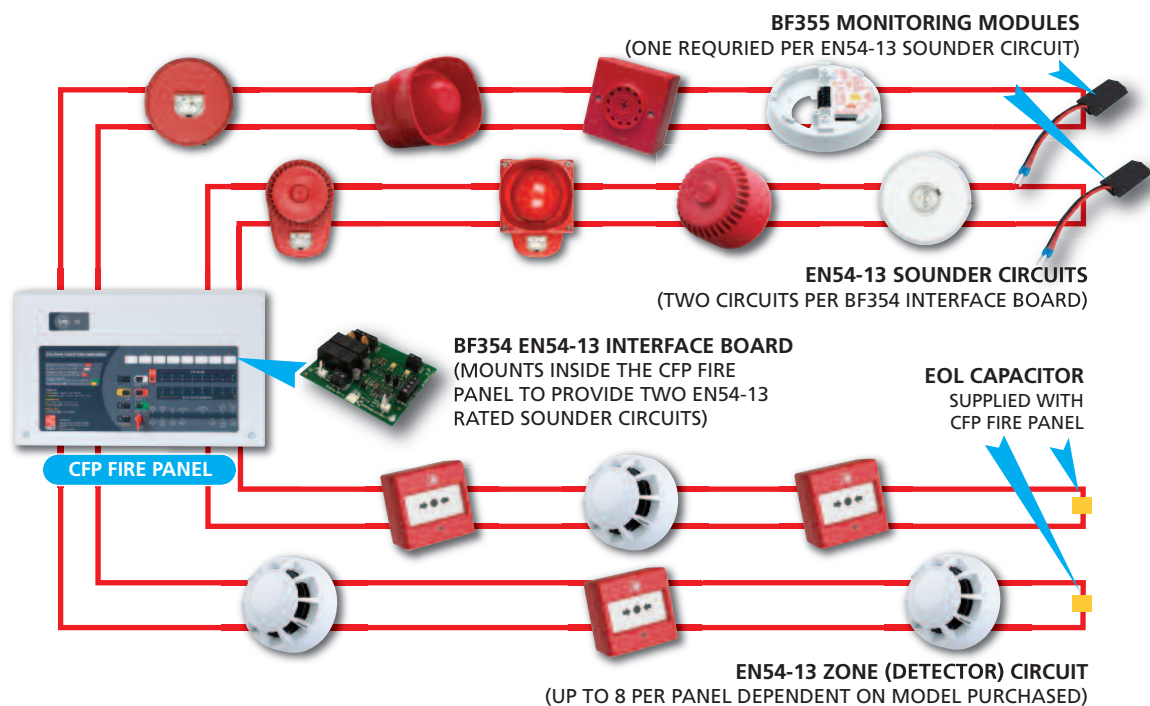 BF355 MONITORING MODULES
(ONE REQURIED PER EN54-13 SOUNDER CIRCUIT)
EN54-13 SOUNDER CIRCUITS
(TWO CIRCUITS PER BF354 INTERFACE BOARD)
BF354 EN54-13 INTERFACE BOARD
(MOUNTS INSIDE THE CFP FIRE
PANEL TO PROVIDE TWO EN54-13
RATED SOUNDER CIRCUITS)
EOL CAPACITOR
SUPPLIED WITH
CFP FIRE PANEL
CFP FIRE PANEL
EN54-13 ZONE (DETECTOR) CIRCUIT
(UP TO 8 PER PANEL DEPENDENT ON MODEL PURCHASED)